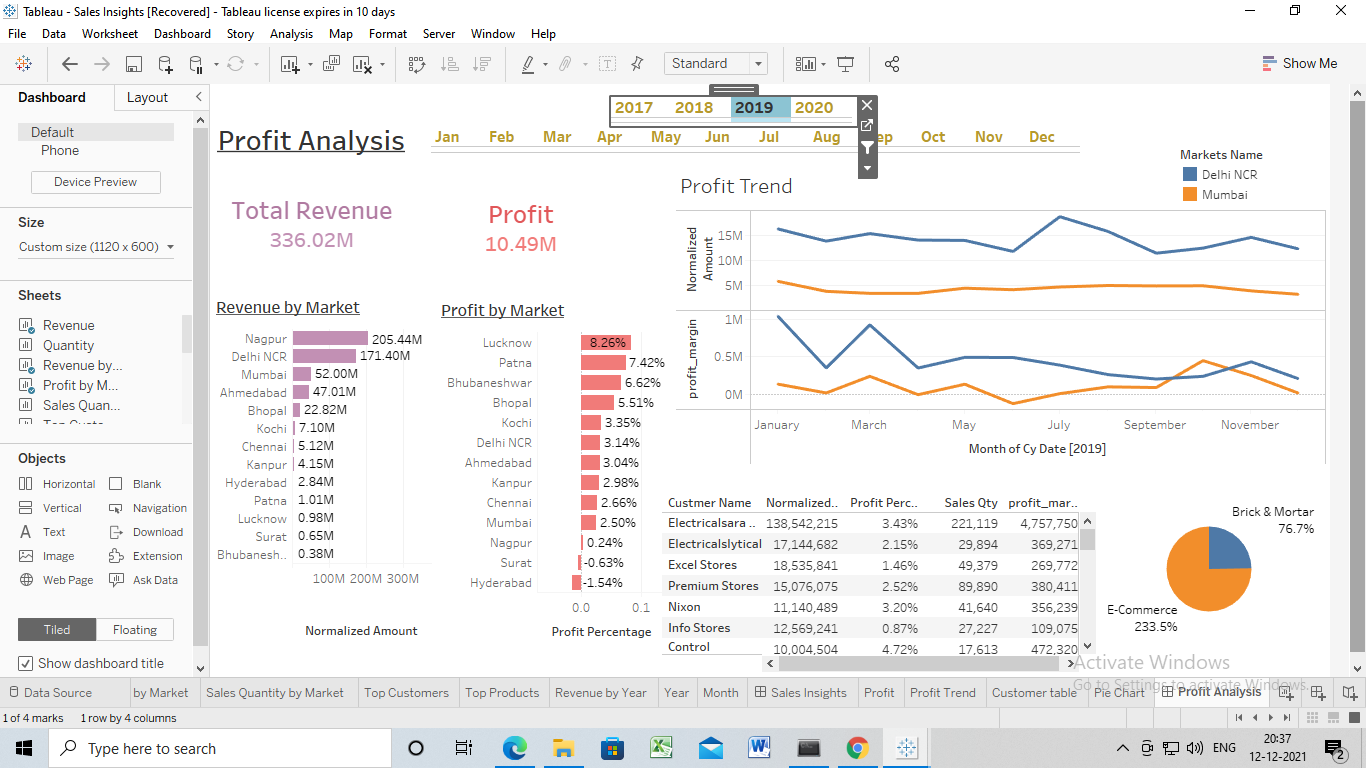 Tableau - Sales Insights [Recovered] - Tableau license expires in 10 days
File Data Worksheet Dashboard Story Analysis Map Format Server Window Help
Standard
Show Me
Dashboard Layout
Default
Phone
Device Preview
Size
Custom size (1120 x 600)
Sheets
Revenue
Quantity
Revenue by...
Profit by M...
Sales Quan...
Objects
Horizontal Blank
Vertical Navigation
Text Download
Image Extension
Web Page Ask Data
Tiled Floating
Show dashboard title
2017 2018 2019 2020
Profit Analysis
Jan Feb Mar Apr May Jun Jul Aug ep Oct Nov Dec
Total Revenue
336.02M
Profit
10.49M
Markets Name
Delhi NCR
Mumbai
Profit Trend
Normalized
Amount
15M
10M
5M
profit_margin
1M
0.5M
0M
January March May July September November
Month of Cy Date [2019]
Revenue by Market
Nagpur 205.44M
Delhi NCR 171.40M
Mumbai 52.00M
Ahmedabad 47.01M
Bhopal 22.82M
Kochi 7.10M
Chennai 5.12M
Kanpur 4.15M
Hyderabad 2.84M
Patna 1.01M
Lucknow 0.98M
Surat 0.65M
Bhubanesh.. 0.38M
100M 200M 300M
Normalized Amount
Profit by Market
Lucknow 8.26%
Patna 7.42%
Bhubaneshwar 6.62%
Bhopal 5.51%
Kochi 3.35%
Delhi NCR 3.14%
Ahmedabad 3.04%
Kanpur 2.98%
Chennai 2.66%
Mumbai 2.50%
Nagpur 0.24%
Surat -0.63%
Hyderabad -1.54%
0.0 0.1
Profit Percentage
Custmer Name Normalized.. Profit Perc.. Sales Qty profit_mar..
Electricalsara .. 138,542,215 3.43% 221,119 4,757,750
Electricalslytical 17,144,682 2.15% 29,894 369,271
Excel Stores 18,535,841 1.46% 49,379 269,772
Premium Stores 15,076,075 2.52% 89,890 380,411
Nixon 11,140,489 3.20% 41,640 356,239
Info Stores 12,569,241 0.87% 27,227 109,075
Control 10,004,504 4.72% 17,613 472,320
Brick & Mortar
76.7%
E-Commerce
233.5%
Activate Windows
Go to Settings to activate Windows.
Data Source by Market Sales Quantity by Market Top Customers Top Products Revenue by Year Year Month Sales Insights Profit Profit Trend Customer table Pie Chart Profit Analysis
1 of 4 marks 1 row by 4 columns
Type here to search
ENG
20:37
12-12-2021
2